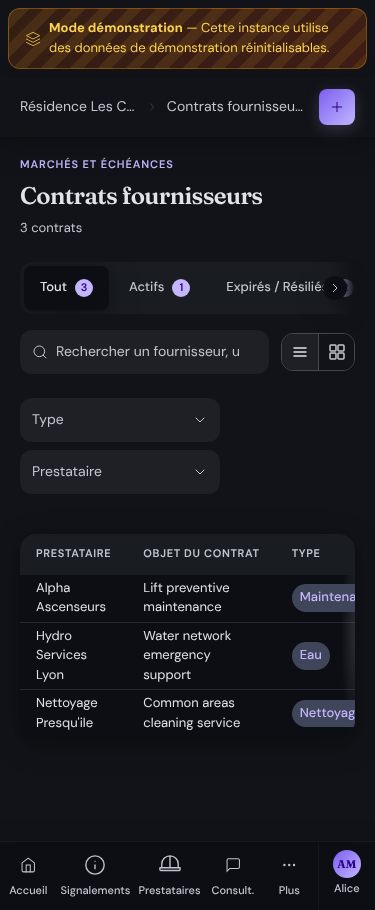 Mode démonstration — Cette instance utilise
des données de démonstration réinitialisables.
Résidence Les C... > Contrats fournisseu...
MARCHÉS ET ÉCHÉANCES
Contrats fournisseurs
3 contrats
Tout 3 Actifs 1 Expirés / Résiliés
Rechercher un fournisseur, u
Type
Prestataire
PRESTATAIRE OBJET DU CONTRAT TYPE
Alpha Ascenseurs Lift preventive maintenance Maintena
Hydro Services Lyon Water network emergency support Eau
Nettoyage Presqu'ile Common areas cleaning service Nettoyag
AM
Accueil Signalements Prestataires Consult. Plus Alice